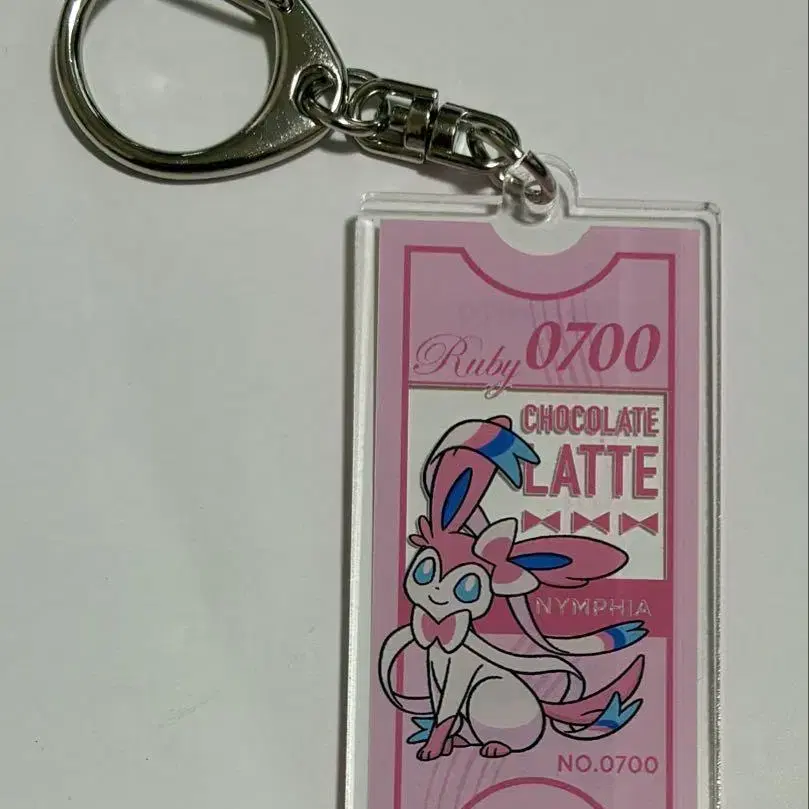 Ruby 0700
CHOCOLATE
LATTE
NYMPHIA
NO.0700